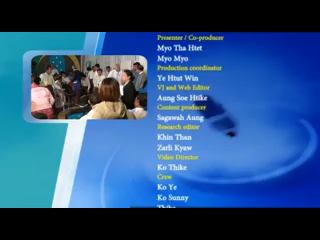 Presenter / Co-producer
Myo Tha Htet
Myo Myo
Production coordinator
Ye Htut Win
VJ and Web Editor
Aung Soe Htike
Content producer
Sagawah Aung
Research editor
Khin Than
Zarli Kyaw
Video Director
Ko Thike
Crew
Ko Ye
Ko Sunny
Thiha